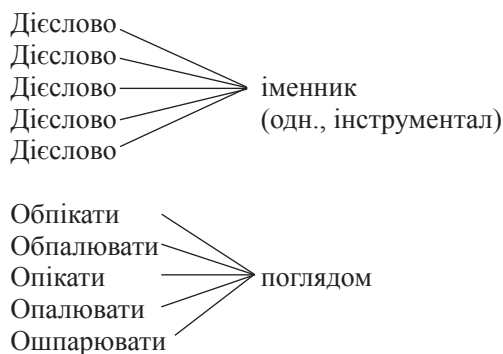 Дієслово
Дієслово
Дієслово іменник
Дієслово (одн., інструментал)
Дієслово
Обпікати
Обпалювати
Опікати поглядом
Опалювати
Ошпарювати